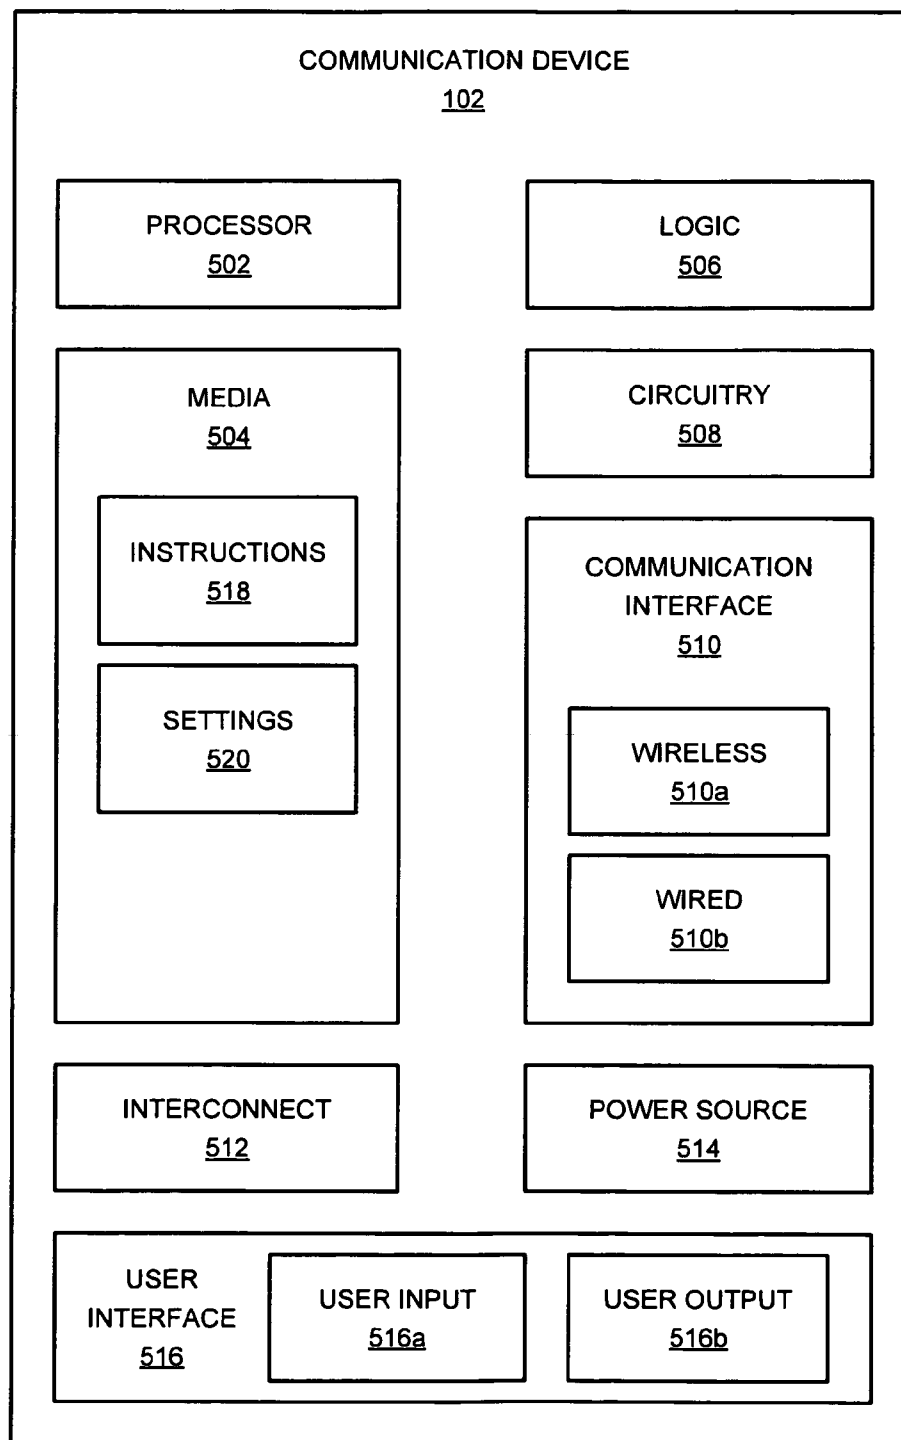 COMMUNICATION DEVICE
102
PROCESSOR
502
LOGIC
506
MEDIA
504
CIRCUITRY
508
INSTRUCTIONS
518
SETTINGS
520
COMMUNICATION
INTERFACE
510
WIRELESS
510a
WIRED
510b
INTERCONNECT
512
POWER SOURCE
514
USER
INTERFACE
516
USER INPUT
516a
USER OUTPUT
516b